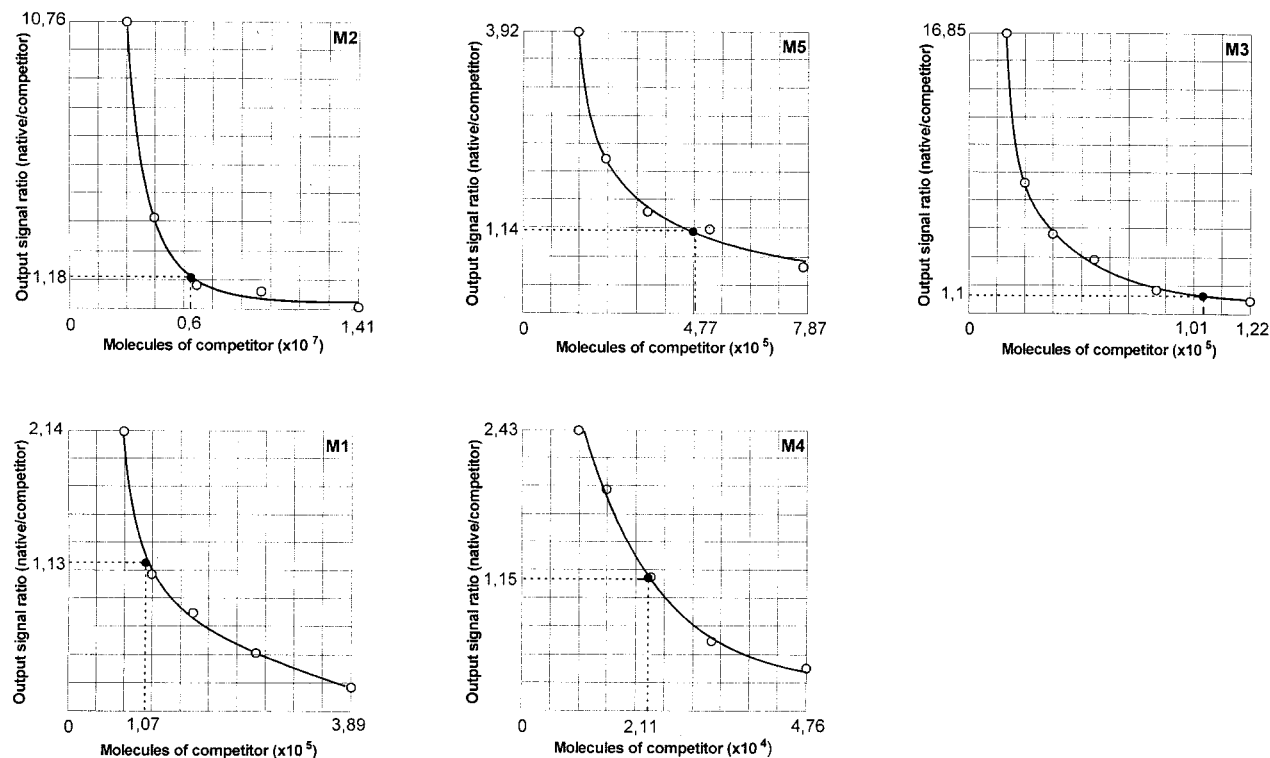 10,76
M2
Output signal ratio (native/competitor)
1,18
0
0,6
1,41
Molecules of competitor (x10 7)
3,92
M5
Output signal ratio (native/competitor)
1,14
0
4,77
7,87
Molecules of competitor (x10 5)
16,85
M3
Output signal ratio (native/competitor)
1,1
0
1,01
1,22
Molecules of competitor (x10 5)
2,14
M1
Output signal ratio (native/competitor)
1,13
0
1,07
3,89
Molecules of competitor (x10 5)
2,43
M4
Output signal ratio (native/competitor)
1,15
0
2,11
4,76
Molecules of competitor (x10 4)